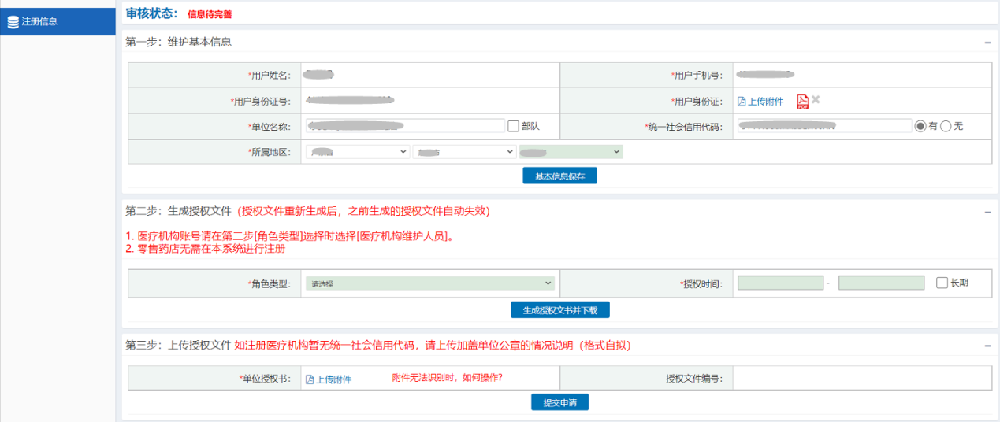 审核状态： 信息待完善
注册信息
第一步：维护基本信息
*用户姓名：
*用户手机号：
*用户身份证号：
*用户身份证： 上传附件 PDF
*单位名称： 部队
*统一社会信用代码： 有 无
*所属地区：
基本信息保存
第二步：生成授权文件（授权文件重新生成后，之前生成的授权文件自动失效）
1. 医疗机构账号请在第二步[角色类型]选择时选择[医疗机构维护人员]。
2. 零售药店无需在本系统进行注册
*角色类型： 请选择
*授权时间： - 长期
生成授权文书并下载
第三步：上传授权文件 如注册医疗机构暂无统一社会信用代码，请上传加盖单位公章的情况说明（格式自拟）
*单位授权书： 上传附件 附件无法识别时，如何操作？
授权文件编号：
提交申请